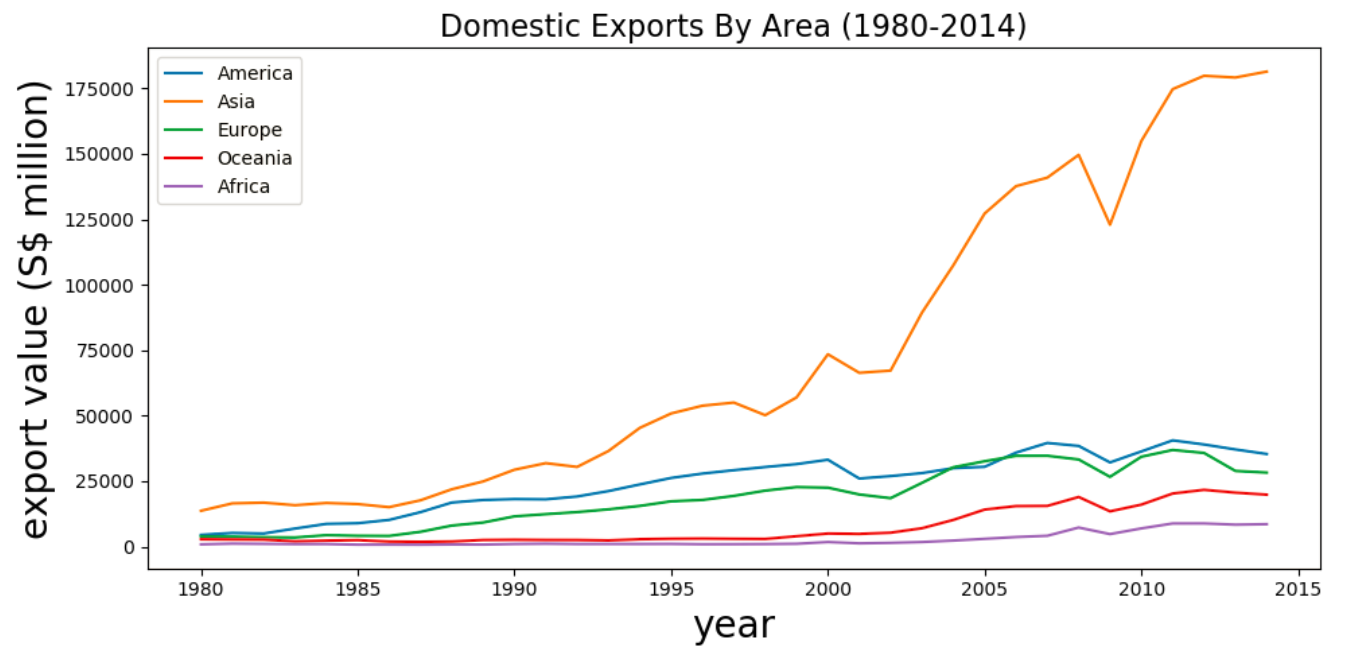 Domestic Exports By Area (1980-2014)
America
Asia
Europe
Oceania
Africa
export value (S$ million)
175000
150000
125000
100000
75000
50000
25000
0
1980 1985 1990 1995 2000 2005 2010 2015
year